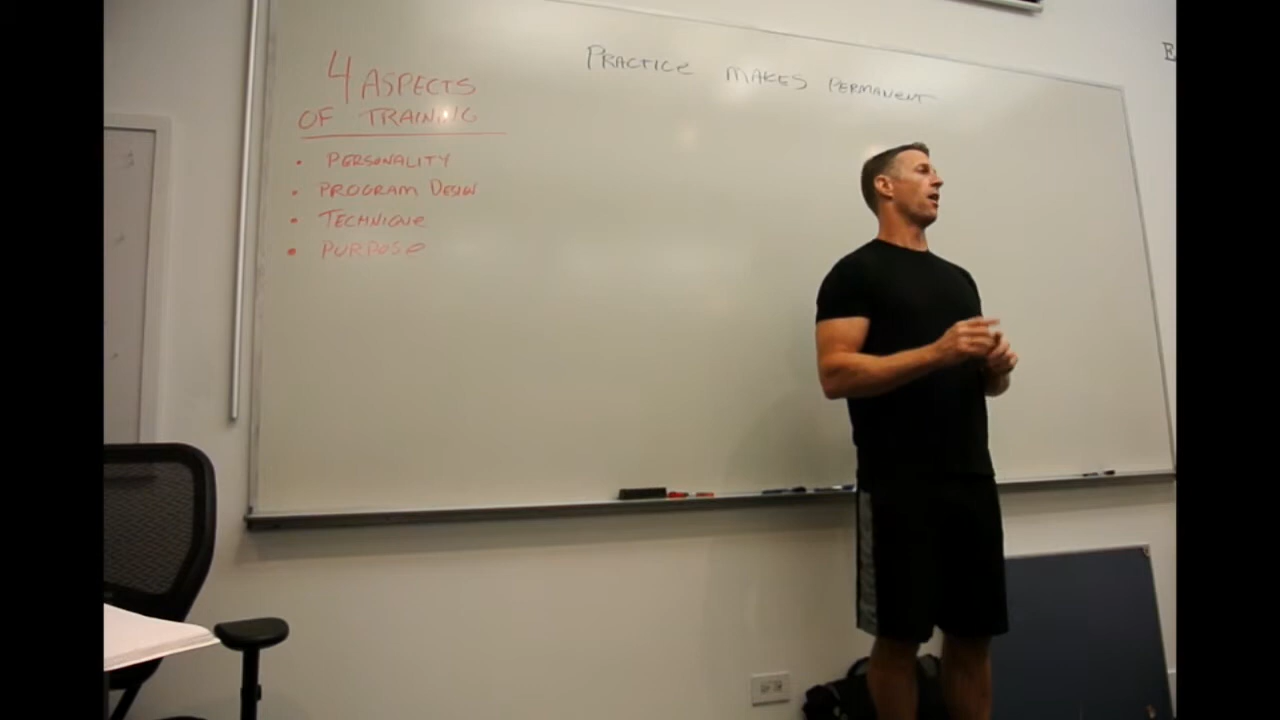 4 ASPECTS
OF TRAINING
• PERSONALITY
• PROGRAM DESIGN
• TECHNIQUE
• PURPOSE
PRACTICE MAKES PERMANENT
E